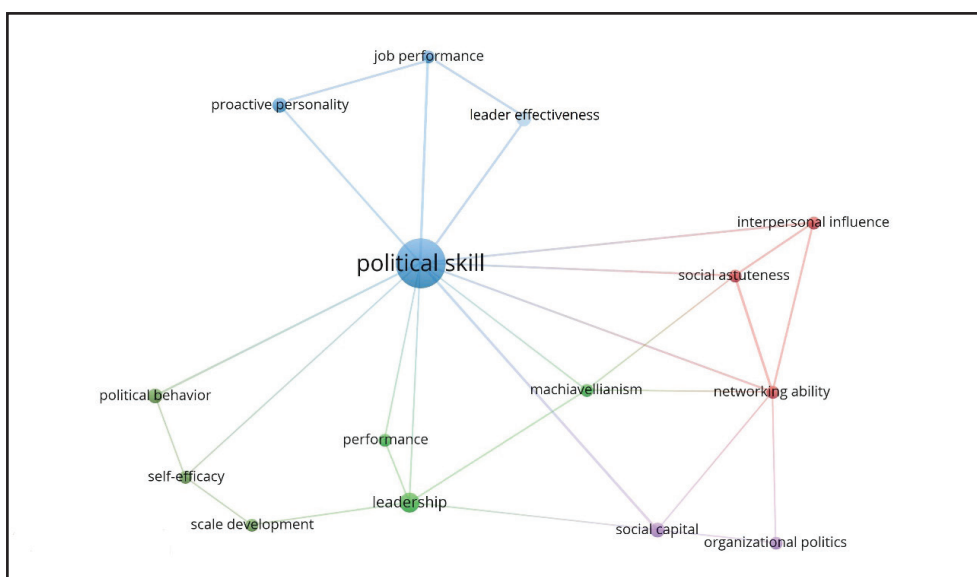 job performance
proactive personality
leader effectiveness
interpersonal influence
political skill
social astuteness
political behavior
machiavellianism
networking ability
performance
self-efficacy
leadership
scale development
social capital
organizational politics